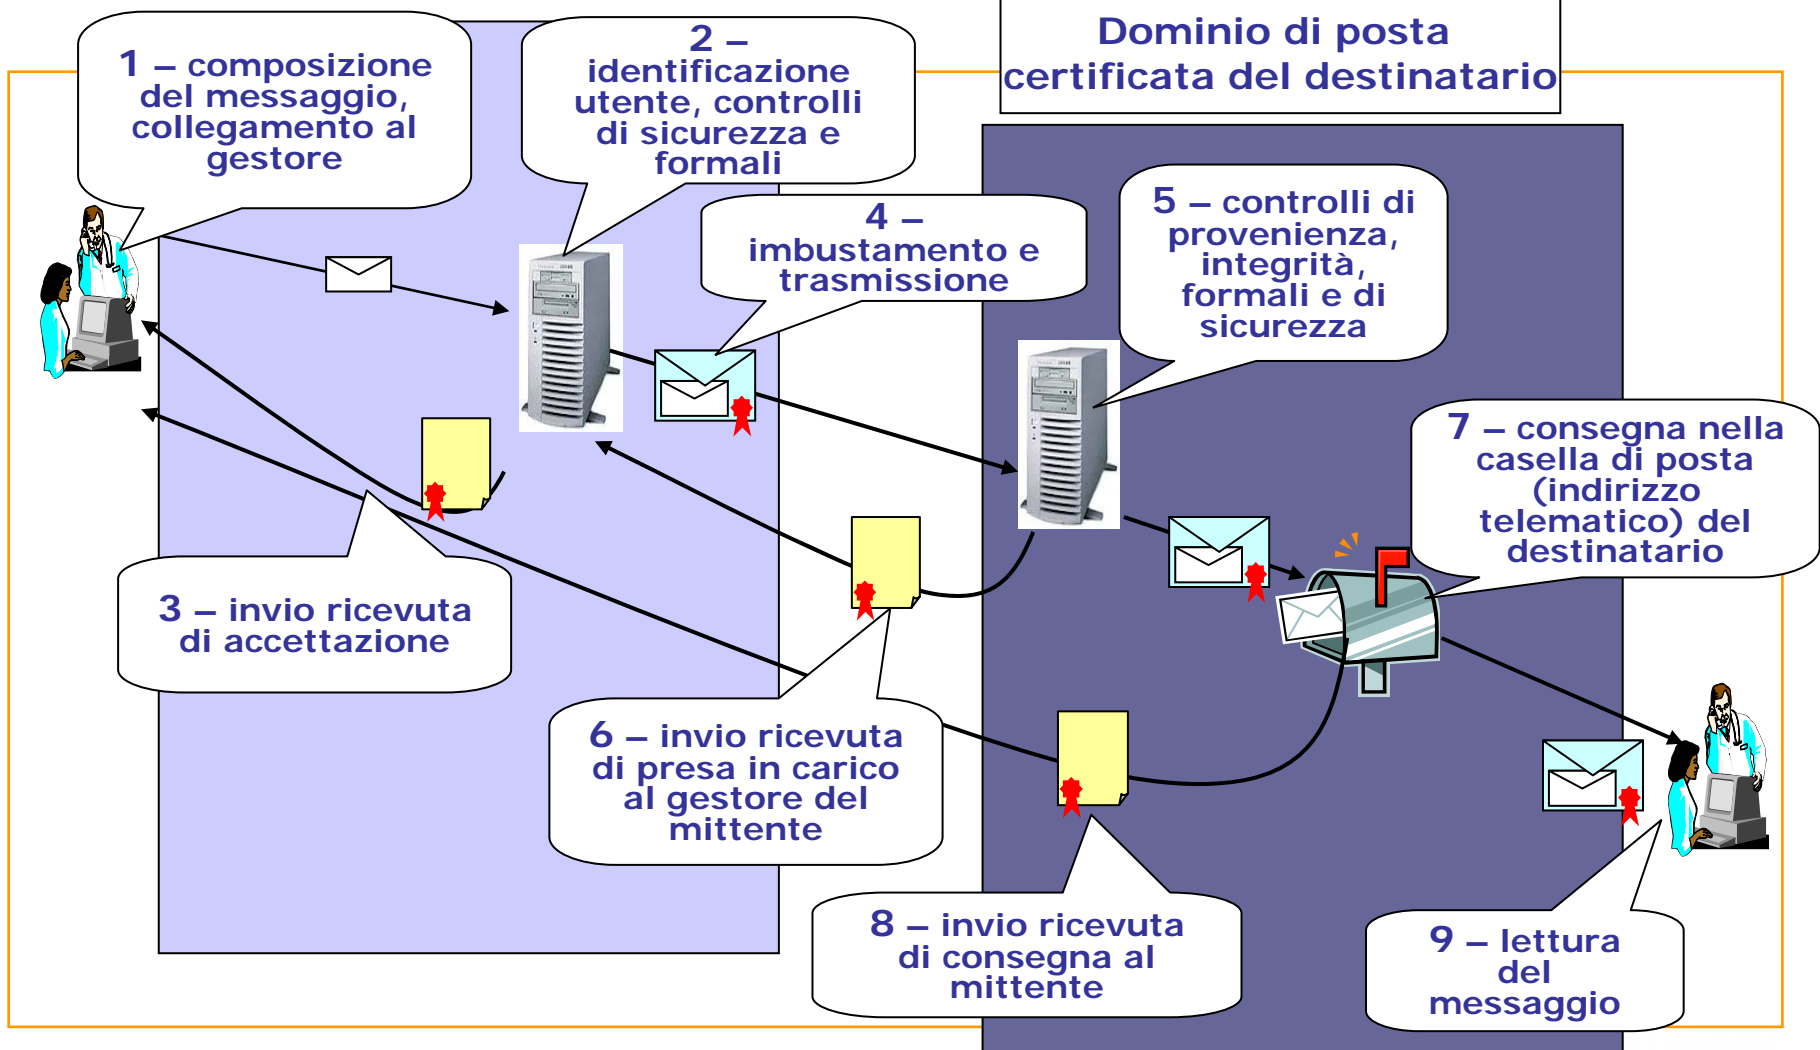 Dominio di posta
certificata del destinatario
1 – composizione
del messaggio,
collegamento al
gestore
2 –
identificazione
utente, controlli
di sicurezza e
formali
4 –
imbustamento e
trasmissione
5 – controlli di
provenienza,
integrità,
formali e di
sicurezza
7 – consegna nella
casella di posta
(indirizzo
telematico) del
destinatario
3 – invio ricevuta
di accettazione
6 – invio ricevuta
di presa in carico
al gestore del
mittente
8 – invio ricevuta
di consegna al
mittente
9 – lettura
del
messaggio